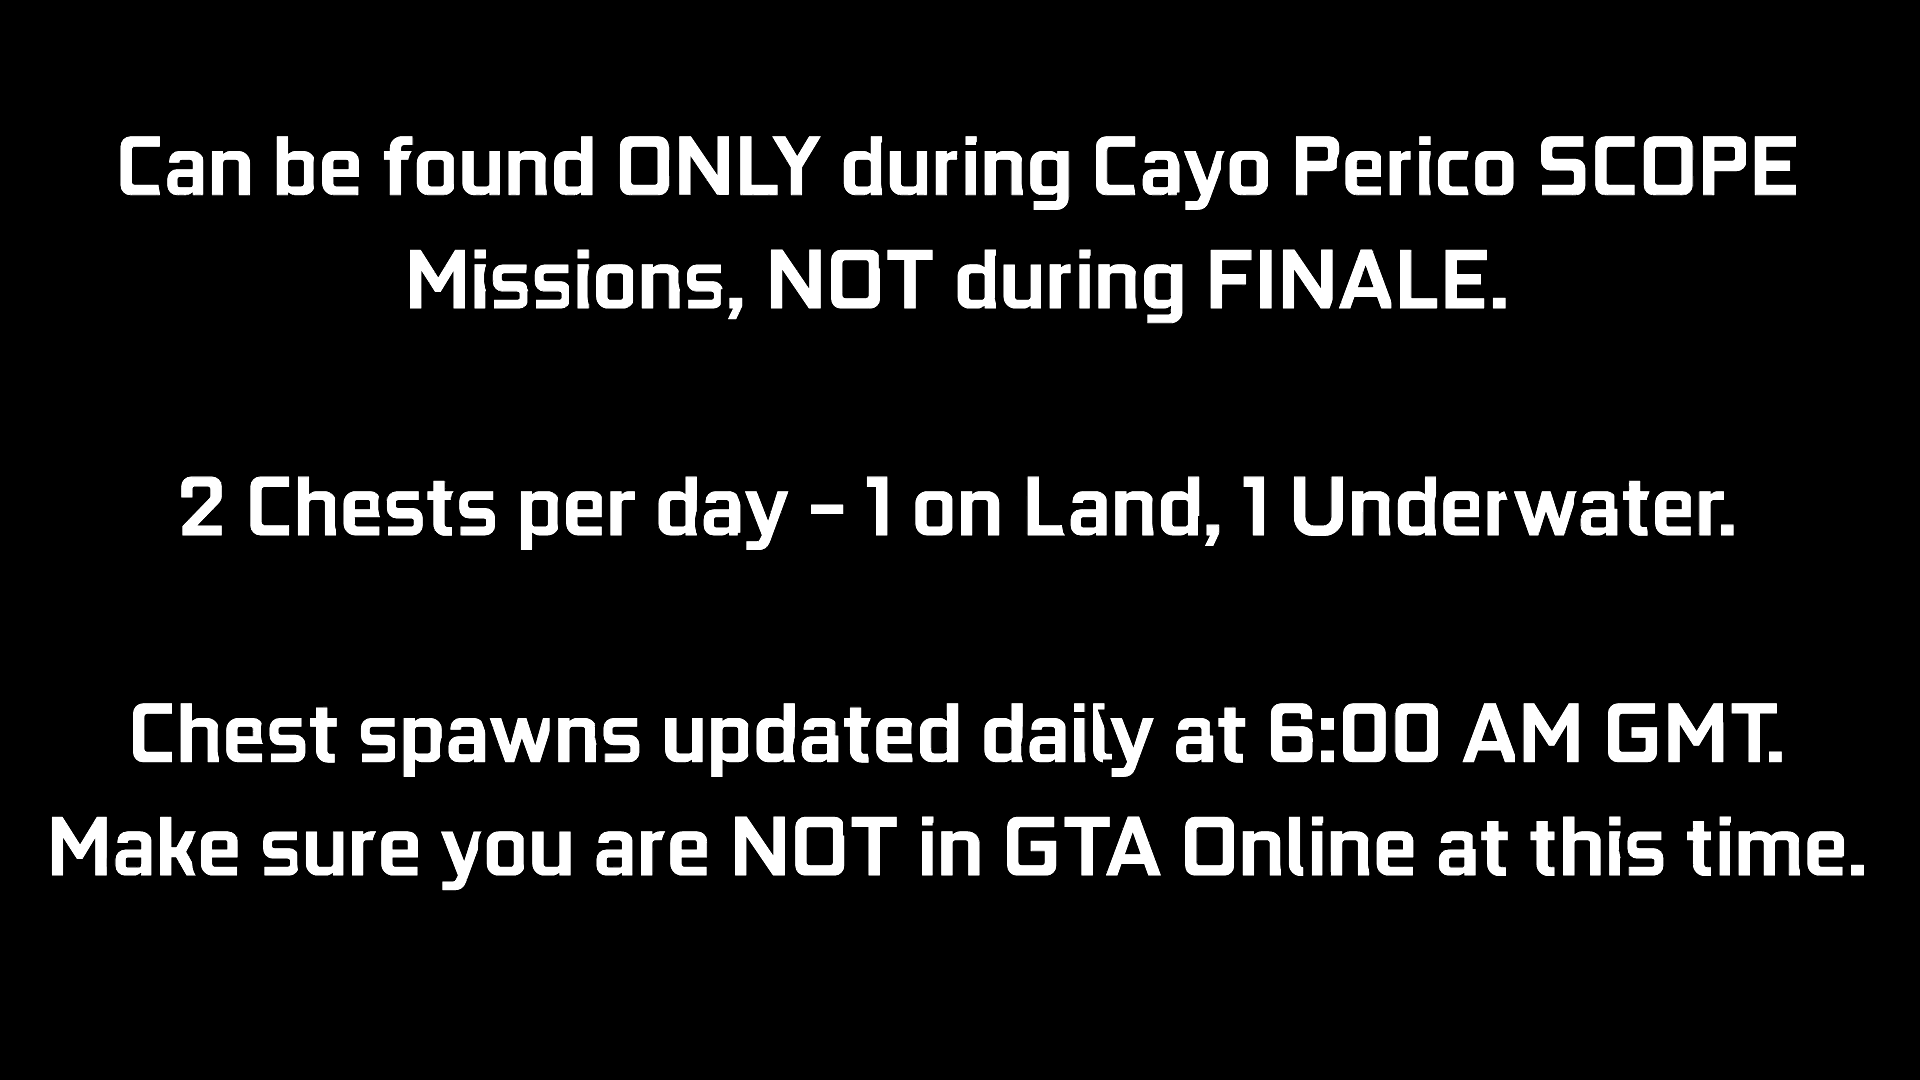 Can be found ONLY during Cayo Perico SCOPE
Missions, NOT during FINALE.
2 Chests per day – 1 on Land, 1 Underwater.
Chest spawns updated daily at 6:00 AM GMT.
Make sure you are NOT in GTA Online at this time.